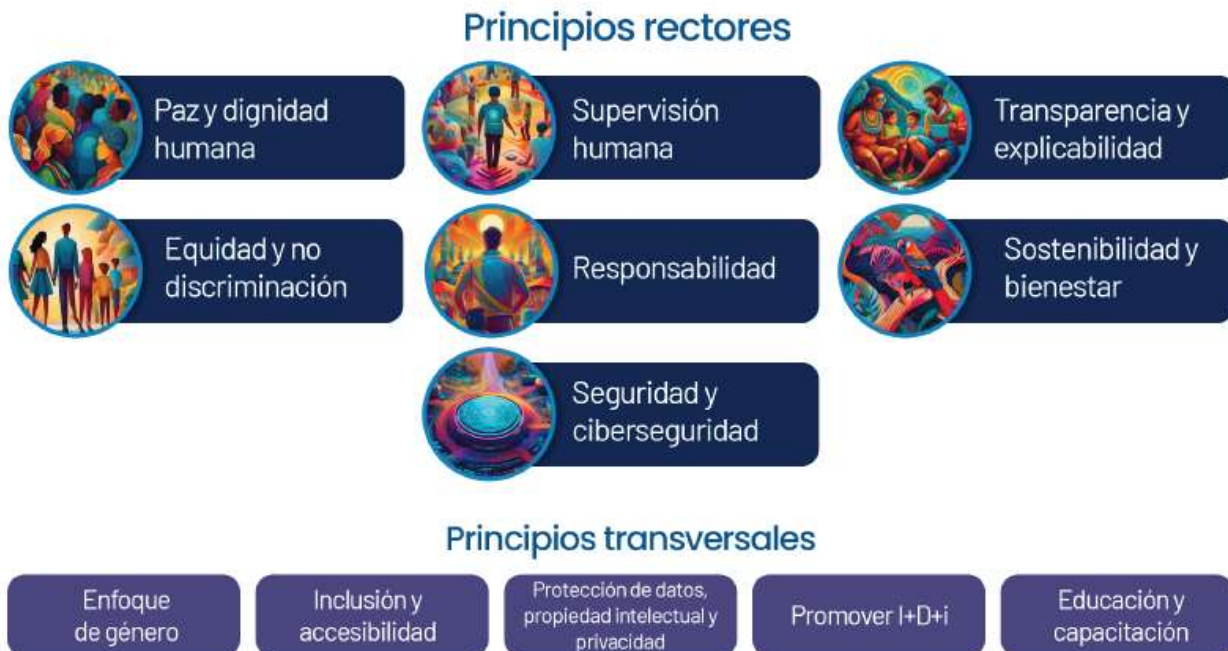 Principios rectores
Paz y dignidad
humana
Supervisión
humana
Transparencia y
explicabilidad
Equidad y no
discriminación
Responsabilidad
Sostenibilidad y
bienestar
Seguridad y
ciberseguridad
Principios transversales
Enfoque
de género
Inclusión y
accesibilidad
Protección de datos,
propiedad intelectual y
privacidad
Promover I+D+i
Educación y
capacitación